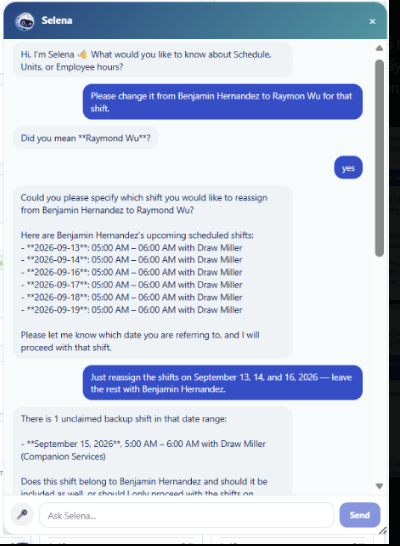 Selena
×
Hi, I'm Selena 👋 What would you like to know about Schedule,
Units, or Employee hours?
Please change it from Benjamin Hernandez to Raymon Wu for that
shift.
Did you mean **Raymond Wu**?
yes
Could you please specify which shift you would like to reassign
from Benjamin Hernandez to Raymond Wu?
Here are Benjamin Hernandez's upcoming scheduled shifts:
- **2026-09-13**: 05:00 AM – 06:00 AM with Draw Miller
- **2026-09-14**: 05:00 AM – 06:00 AM with Draw Miller
- **2026-09-16**: 05:00 AM – 06:00 AM with Draw Miller
- **2026-09-17**: 05:00 AM – 06:00 AM with Draw Miller
- **2026-09-18**: 05:00 AM – 06:00 AM with Draw Miller
- **2026-09-19**: 05:00 AM – 06:00 AM with Draw Miller
Please let me know which date you are referring to, and I will
proceed with that shift.
Just reassign the shifts on September 13, 14, and 16, 2026 — leave
the rest with Benjamin Hernandez.
There is 1 unclaimed backup shift in that date range:
- **September 15, 2026**, 5:00 AM – 6:00 AM with Draw Miller
(Companion Services)
Does this shift belong to Benjamin Hernandez and should it be
included as well, or should I only proceed with the shifts on
Ask Selena...
Send